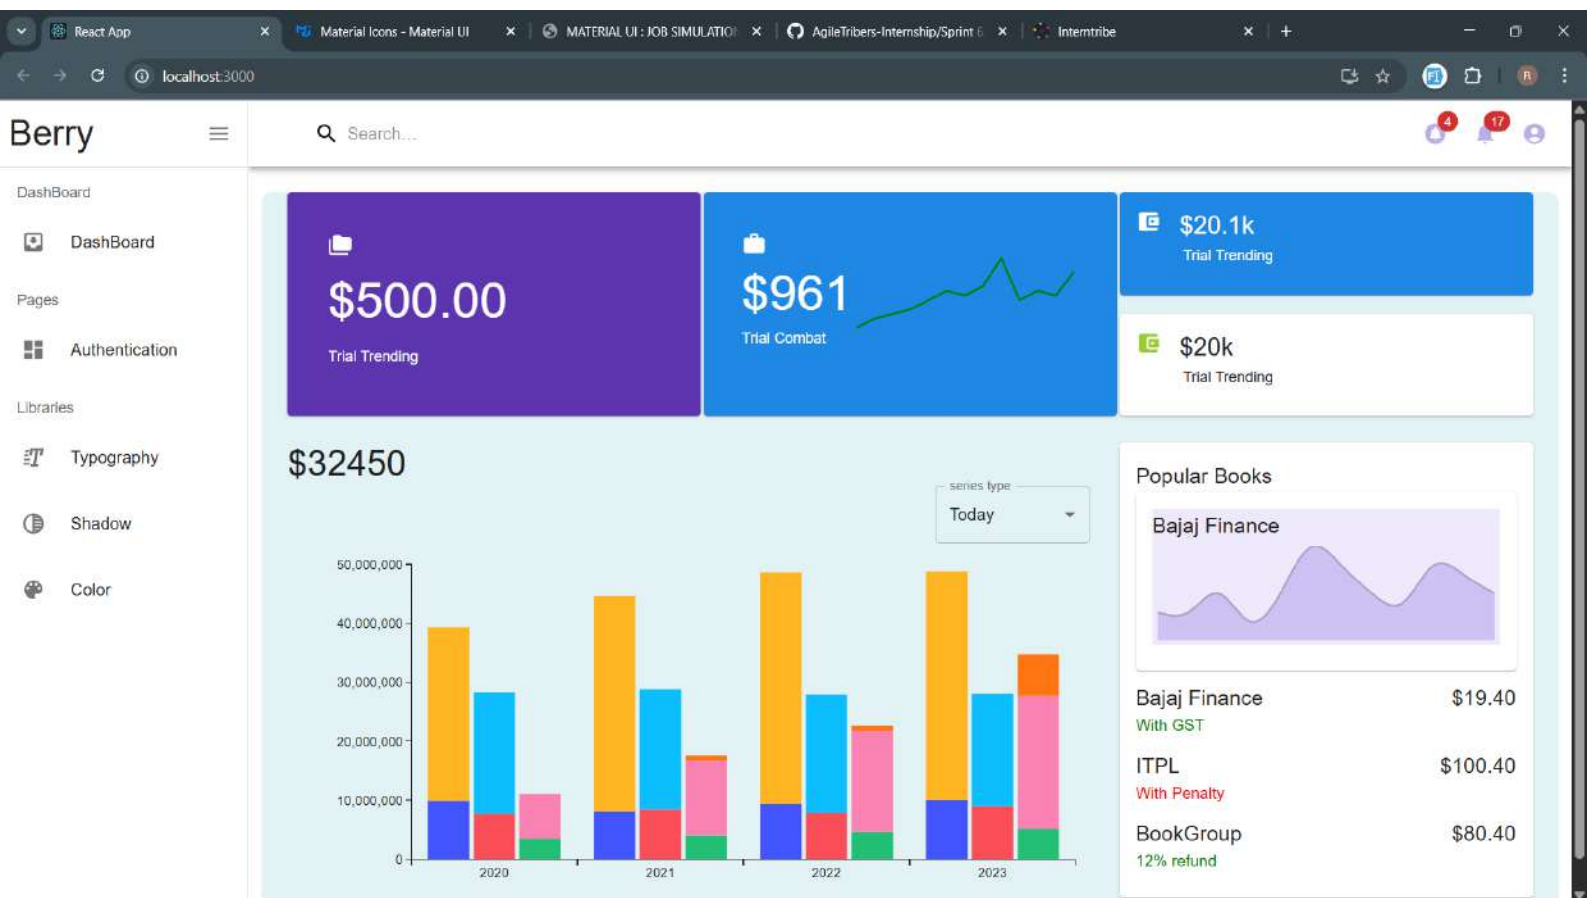 React App
Material Icons - Material UI
MATERIAL UI : JOB SIMULATIO
AgileTribers-Internship/Sprint 6
Interntribe
localhost:3000
R
Berry
Search...
4
17
DashBoard
DashBoard
Pages
Authentication
Libraries
Typography
Shadow
Color
$500.00
Trial Trending
$961
Trial Combat
$20.1k
Trial Trending
$20k
Trial Trending
$32450
series type
Today
50,000,000
40,000,000
30,000,000
20,000,000
10,000,000
0
2020
2021
2022
2023
Popular Books
Bajaj Finance
Bajaj Finance $19.40
With GST
ITPL $100.40
With Penalty
BookGroup $80.40
12% refund